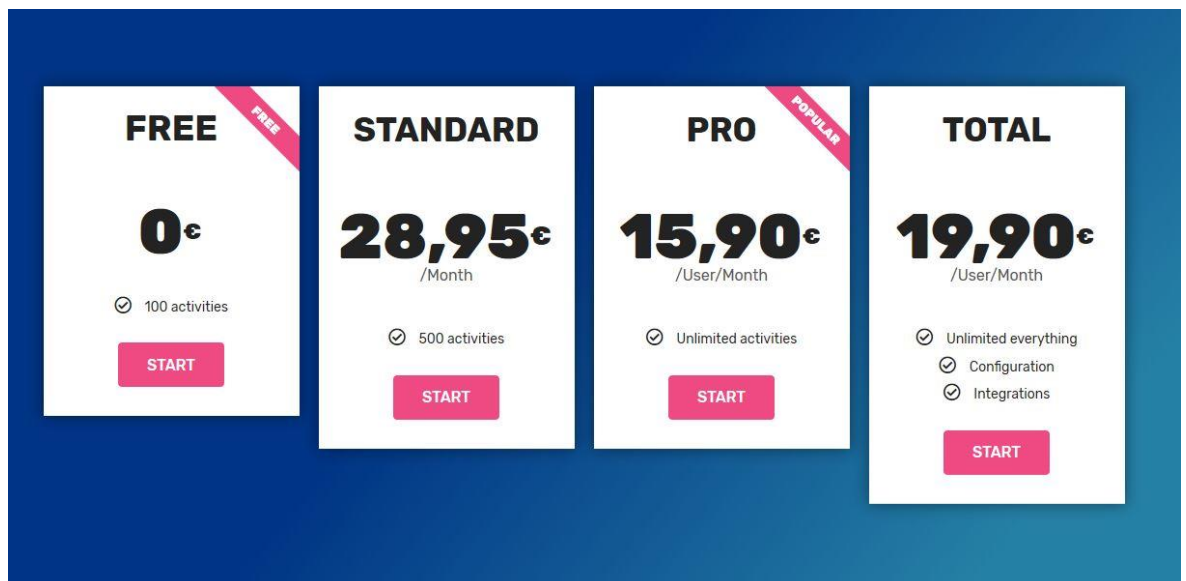 FREE
FREE
0€
100 activities
START
STANDARD
28,95€
/Month
500 activities
START
PRO
POPULAR
15,90€
/User/Month
Unlimited activities
START
TOTAL
19,90€
/User/Month
Unlimited everything
Configuration
Integrations
START